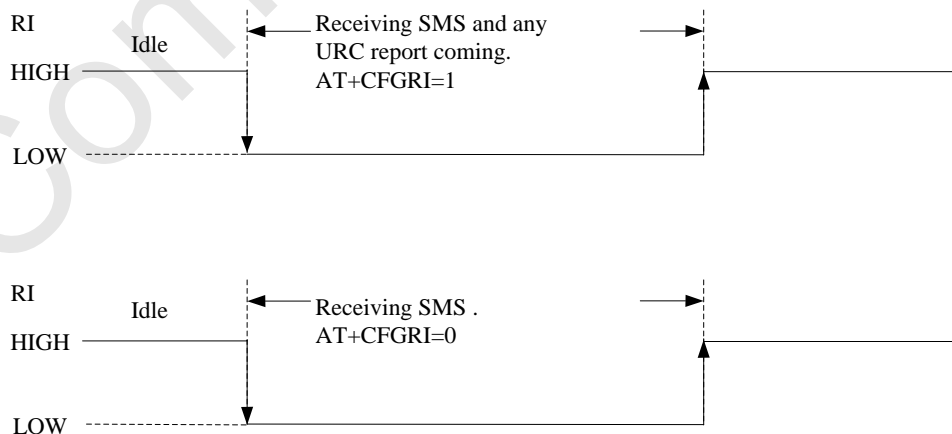 RI
Idle
Receiving SMS and any
URC report coming.
AT+CFGRI=1
HIGH
LOW
RI
Idle
Receiving SMS .
AT+CFGRI=0
HIGH
LOW
Com